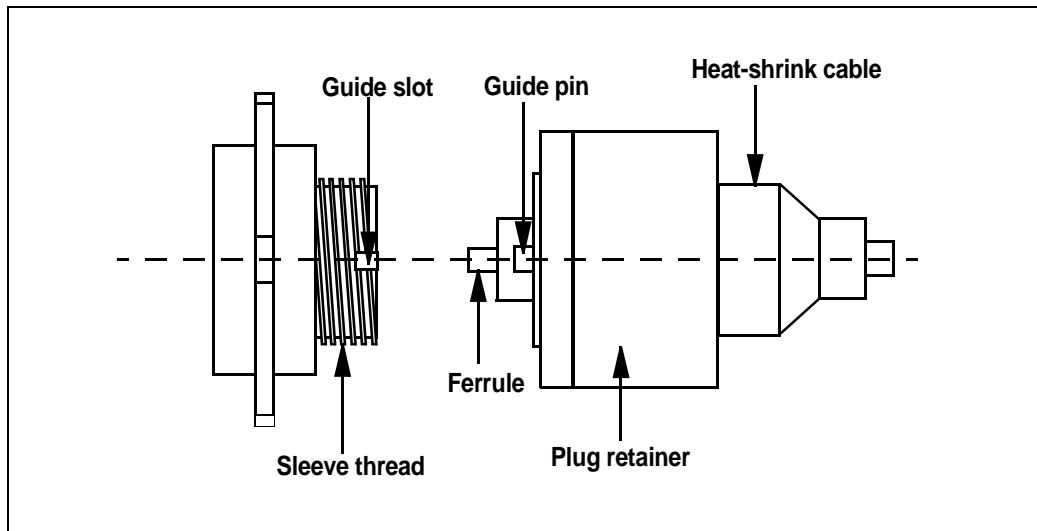 Heat-shrink cable
Guide slot
Guide pin
Ferrule
Sleeve thread
Plug retainer